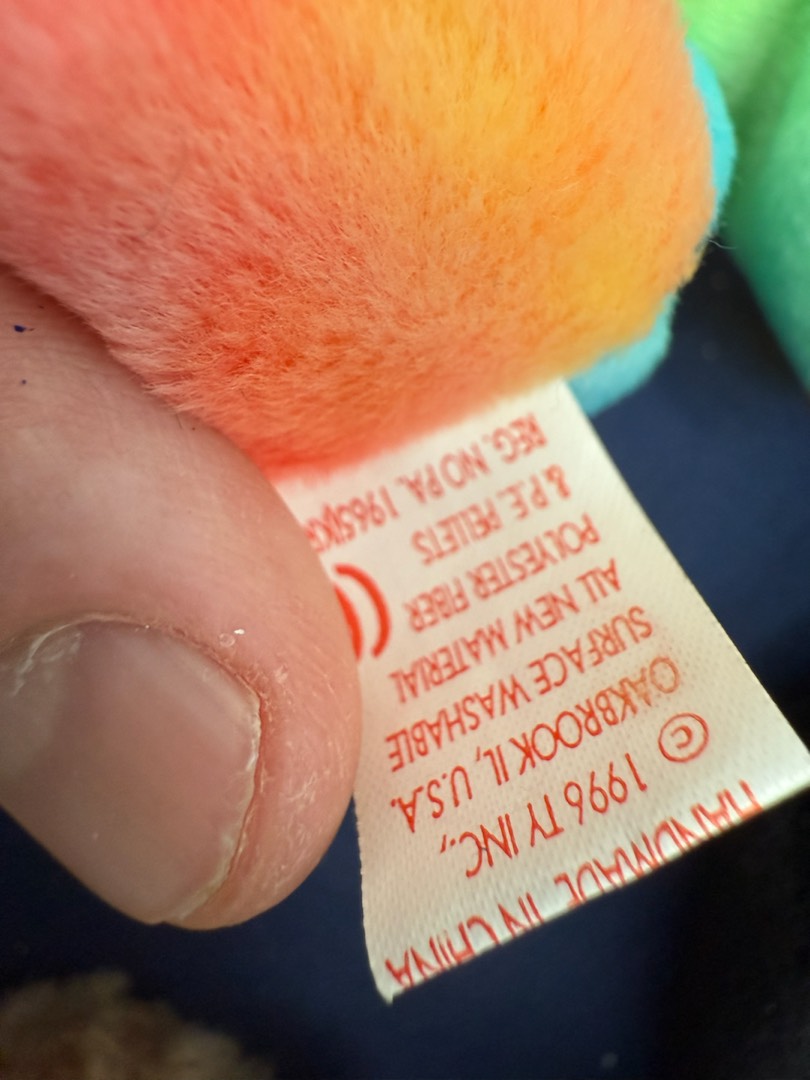 HANDMADE IN CHINA
© 1996 TY INC.,
OAKBROOK IL, U.S.A.
SURFACE WASHABLE
ALL NEW MATERIAL
POLYESTER FIBER
& P.E. PELLETS
REG. NO PA. 1965(KR